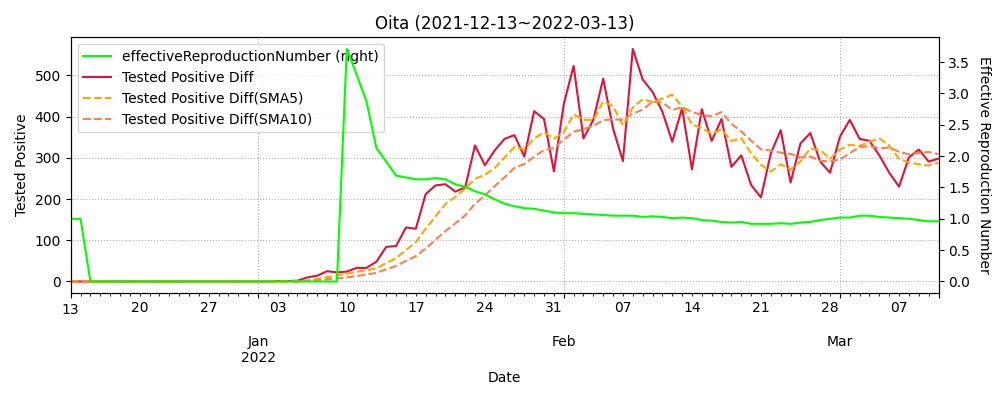 Oita (2021-12-13~2022-03-13)
effectiveReproductionNumber (right)
Tested Positive Diff
Tested Positive Diff(SMA5)
Tested Positive Diff(SMA10)
Tested Positive
500
400
300
200
100
0
3.5
3.0
2.5
2.0
1.5
1.0
0.5
0.0
Effective Reproduction Number
13 20 27 03 10 17 24 31 07 14 21 28 07
Jan Feb Mar
2022
Date